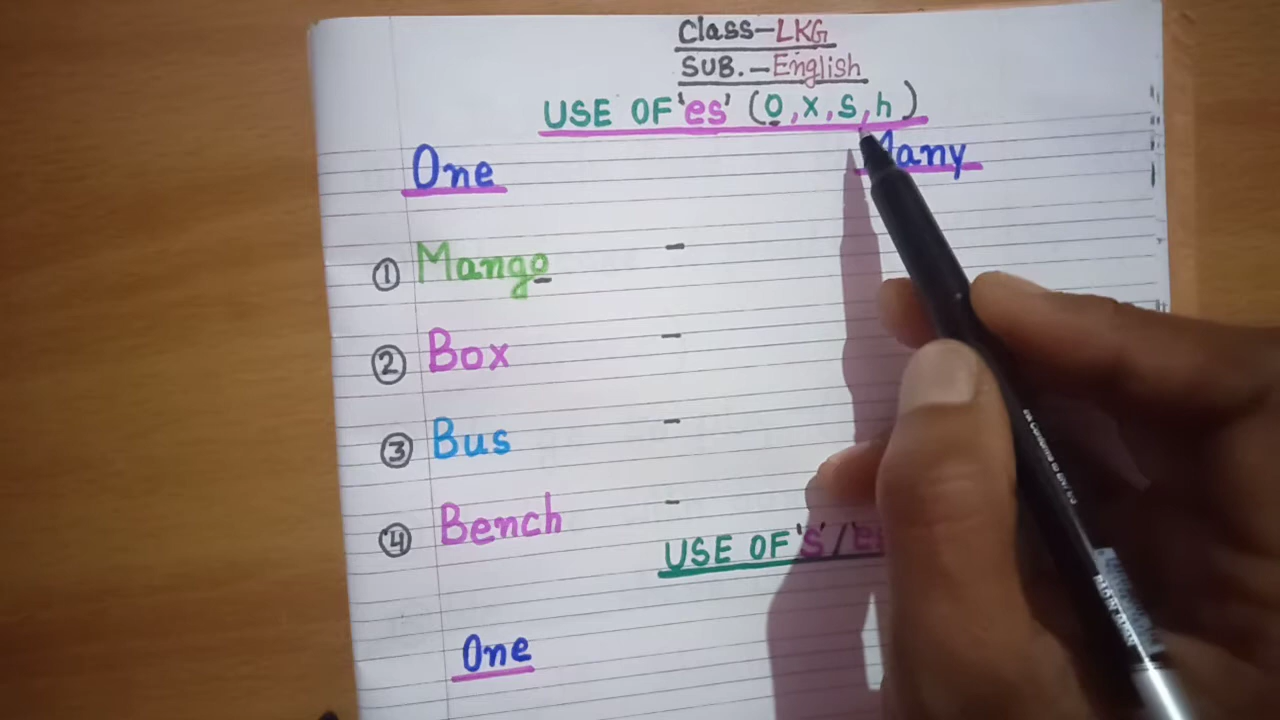 Class-LKG
SUB.-English
USE OF 'es' (o,x,s,h)
One Many
① Mango -
② Box -
③ Bus -
④ Bench -
USE OF 's'/'es
One